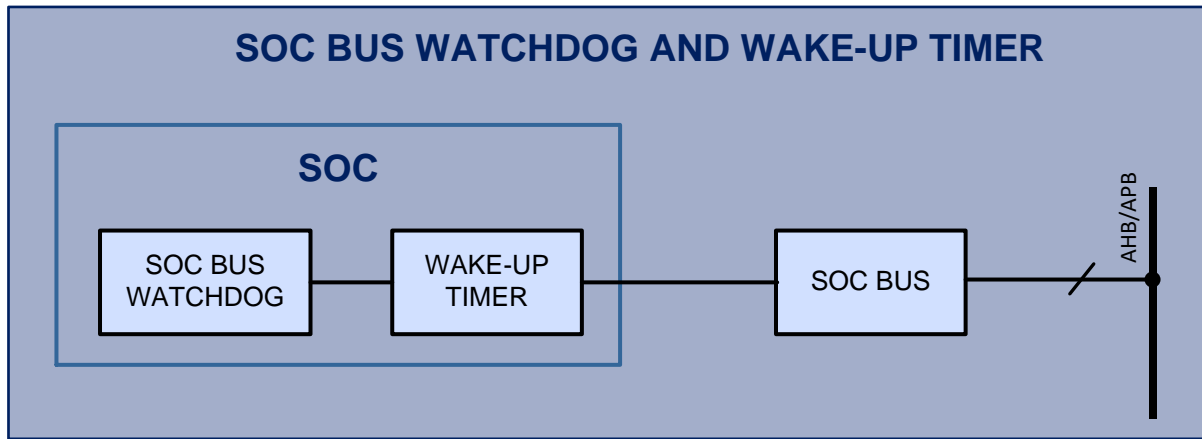 SOC BUS WATCHDOG AND WAKE-UP TIMER
SOC
SOC BUS
WATCHDOG
WAKE-UP
TIMER
SOC BUS
AHB/APB